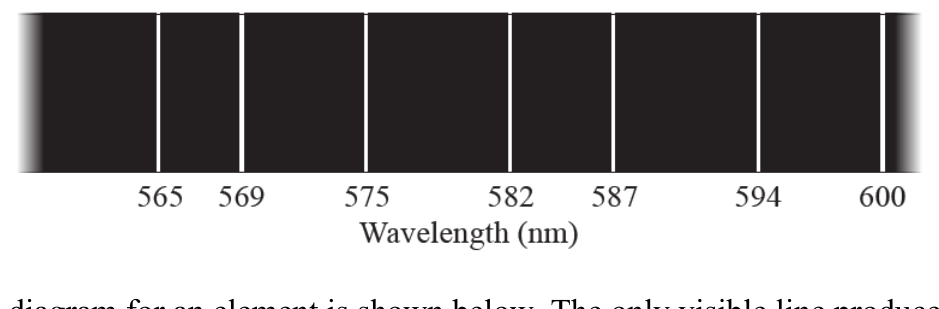 565 569 575 582 587 594 600
Wavelength (nm)
diagram for an element is shown below. The only visible line produce